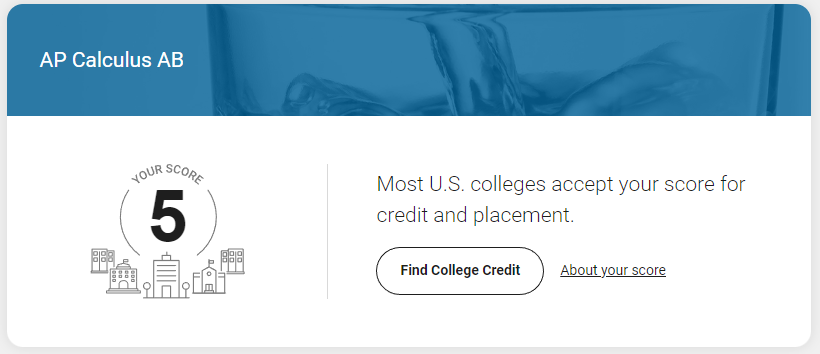 AP Calculus AB
YOUR SCORE
5
Most U.S. colleges accept your score for
credit and placement.
Find College Credit
About your score